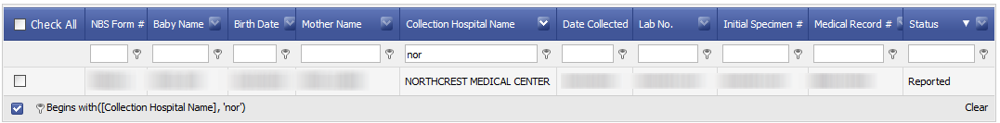 Check All NBS Form # Baby Name Birth Date Mother Name Collection Hospital Name Date Collected Lab No. Initial Specimen # Medical Record # Status
nor
NORTHCREST MEDICAL CENTER Reported
Begins with([Collection Hospital Name], 'nor') Clear